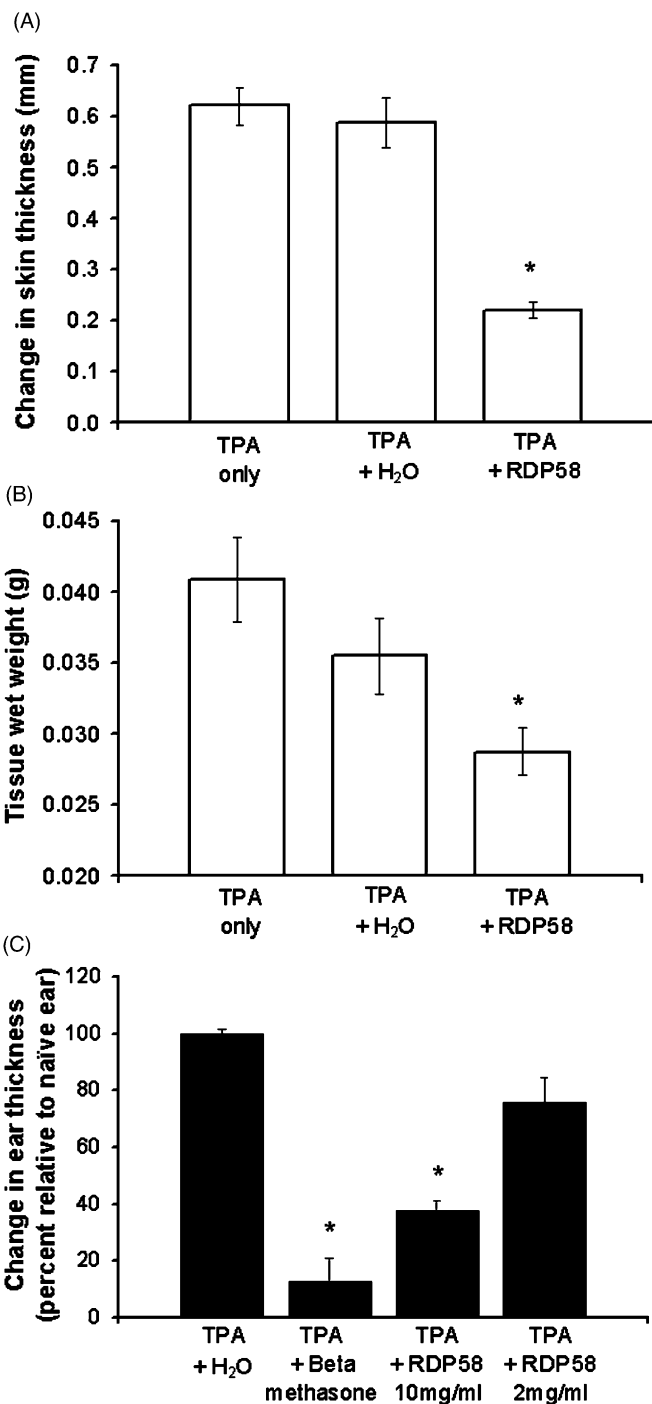 (A)
Change in skin thickness (mm)
0.7
0.6
0.5
0.4
0.3
0.2
0.1
0.0
*
TPA TPA TPA
only + H₂O + RDP58
(B)
Tissue wet weight (g)
0.045
0.040
0.035
0.030
0.025
0.020
*
TPA TPA TPA
only + H₂O + RDP58
(C)
Change in ear thickness
(percent relative to naïve ear)
120
100
80
60
40
20
0
* *
TPA TPA TPA TPA
+ H₂O + Beta + RDP58 + RDP58
methasone 10mg/ml 2mg/ml